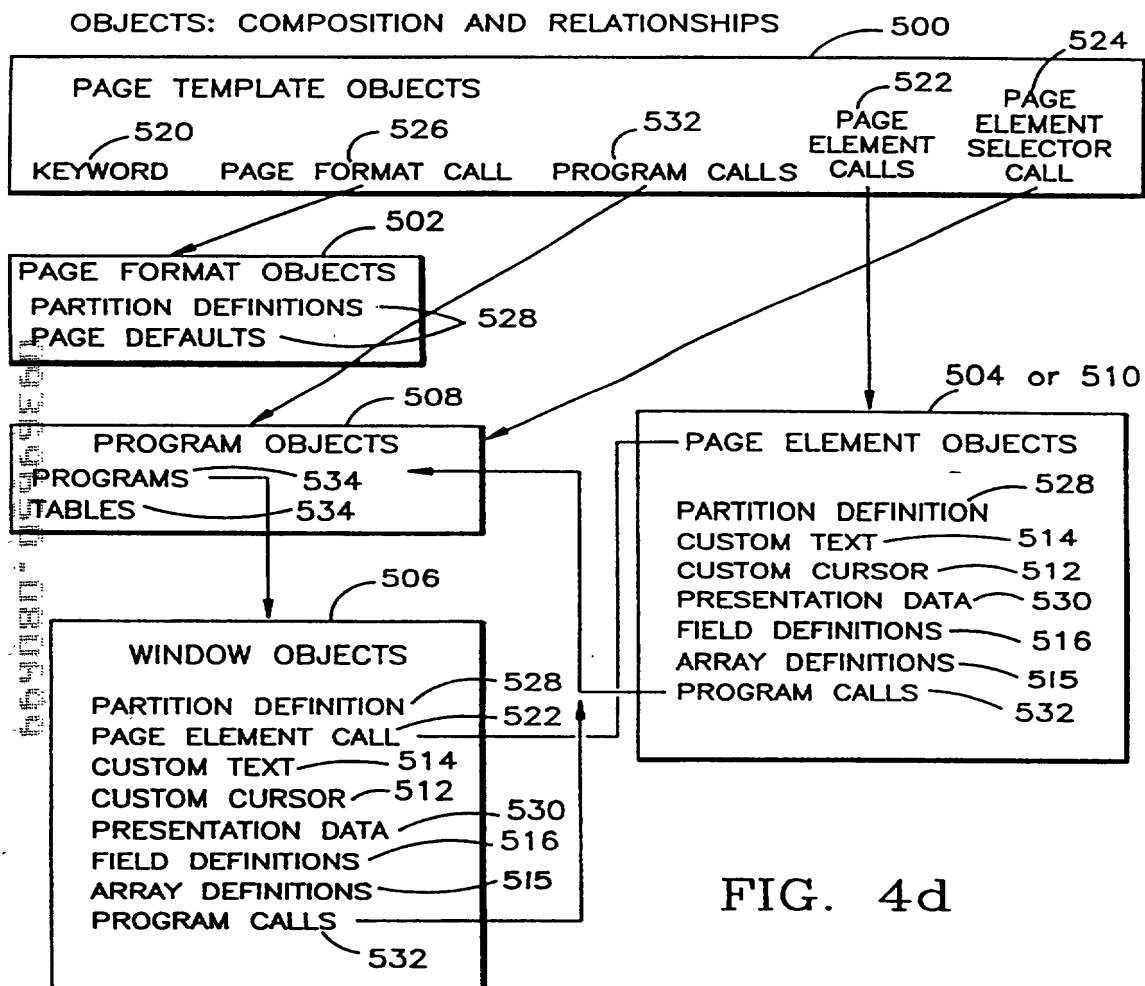 OBJECTS: COMPOSITION AND RELATIONSHIPS
500
524
PAGE TEMPLATE OBJECTS
520
526
532
522
KEYWORD
PAGE FORMAT CALL
PROGRAM CALLS
PAGE
ELEMENT
CALLS
PAGE
ELEMENT
SELECTOR
CALL
502
PAGE FORMAT OBJECTS
PARTITION DEFINITIONS
PAGE DEFAULTS
528
508
PROGRAM OBJECTS
PROGRAMS 534
TABLES 534
504 or 510
PAGE ELEMENT OBJECTS
528
PARTITION DEFINITION
CUSTOM TEXT 514
CUSTOM CURSOR 512
PRESENTATION DATA 530
FIELD DEFINITIONS 516
ARRAY DEFINITIONS 515
PROGRAM CALLS
532
506
WINDOW OBJECTS
PARTITION DEFINITION 528
PAGE ELEMENT CALL 522
CUSTOM TEXT 514
CUSTOM CURSOR 512
PRESENTATION DATA 530
FIELD DEFINITIONS 516
ARRAY DEFINITIONS 515
PROGRAM CALLS
532
FIG. 4d